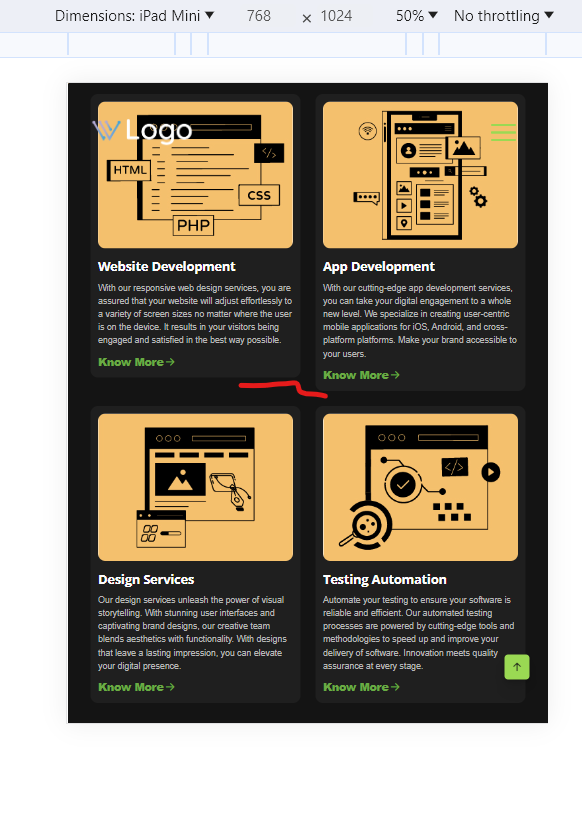 Dimensions: iPad Mini ▼ 768 × 1024 50% ▼ No throttling ▼
Logo
HTML
</>
CSS
PHP
Website Development
With our responsive web design services, you are
assured that your website will adjust effortlessly to
a variety of screen sizes no matter where the user
is on the device. It results in your visitors being
engaged and satisfied in the best way possible.
Know More→
App Development
With our cutting-edge app development services,
you can take your digital engagement to a whole
new level. We specialize in creating user-centric
mobile applications for iOS, Android, and cross-
platform platforms. Make your brand accessible to
your users.
Know More→
Design Services
Our design services unleash the power of visual
storytelling. With stunning user interfaces and
captivating brand designs, our creative team
blends aesthetics with functionality. With designs
that leave a lasting impression, you can elevate
your digital presence.
Know More→
</>
Testing Automation
Automate your testing to ensure your software is
reliable and efficient. Our automated testing
processes are powered by cutting-edge tools and
methodologies to speed up and improve your
delivery of software. Innovation meets quality
assurance at every stage.
Know More→